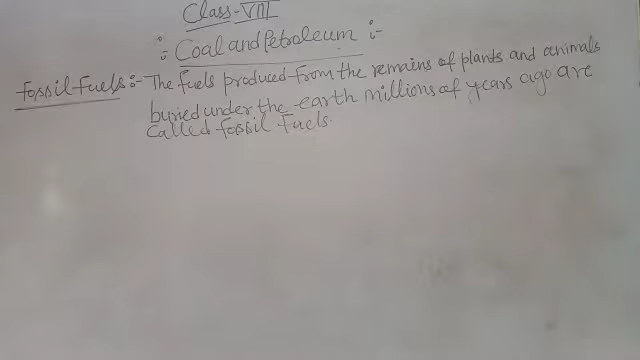 Class-VIII
:- Coal and Petroleum :-
Fossil Fuels:- The fuels produced from the remains of plants and animals
buried under the earth millions of years ago are
called fossil fuels.